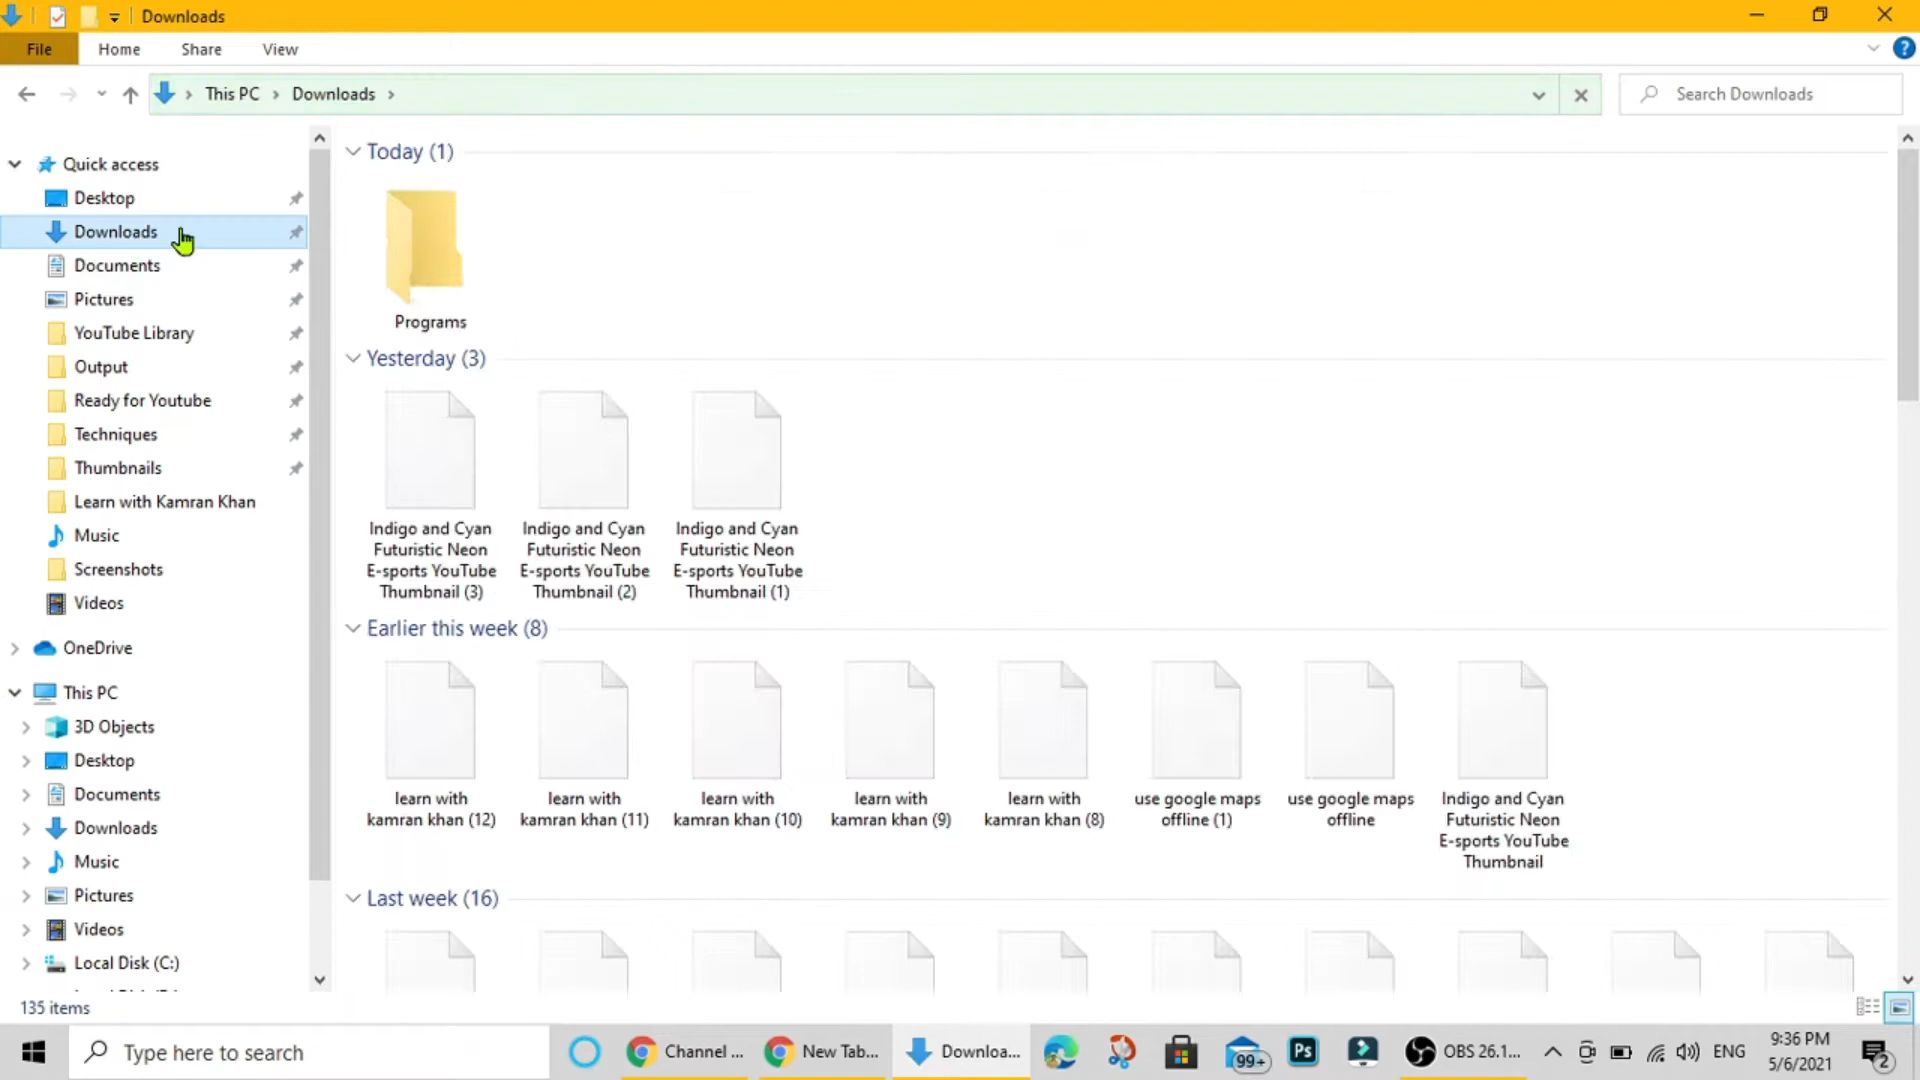 Downloads
File Home Share View
This PC Downloads
Search Downloads
Quick access
Desktop
Downloads
Documents
Pictures
YouTube Library
Output
Ready for Youtube
Techniques
Thumbnails
Learn with Kamran Khan
Music
Screenshots
Videos
OneDrive
This PC
3D Objects
Desktop
Documents
Downloads
Music
Pictures
Videos
Local Disk (C:)
135 items
Today (1)
Programs
Yesterday (3)
Indigo and Cyan
Futuristic Neon
E-sports YouTube
Thumbnail (3)
Indigo and Cyan
Futuristic Neon
E-sports YouTube
Thumbnail (2)
Indigo and Cyan
Futuristic Neon
E-sports YouTube
Thumbnail (1)
Earlier this week (8)
learn with
kamran khan (12)
learn with
kamran khan (11)
learn with
kamran khan (10)
learn with
kamran khan (9)
learn with
kamran khan (8)
use google maps
offline (1)
use google maps
offline
Indigo and Cyan
Futuristic Neon
E-sports YouTube
Thumbnail
Last week (16)
Type here to search
Channel ...
New Tab...
Downloa...
99+
Ps
OBS 26.1...
ENG
9:36 PM
5/6/2021
2